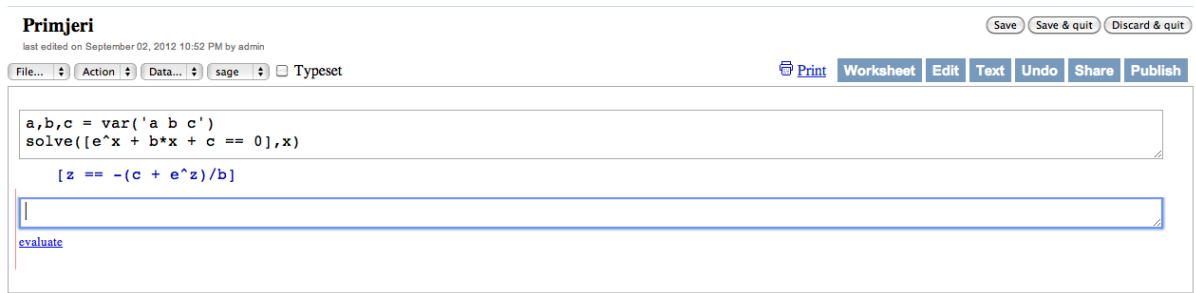 Primjeri
Save Save & quit Discard & quit
last edited on September 02, 2012 10:52 PM by admin
File... Action Data... sage Typeset Print Worksheet Edit Text Undo Share Publish
a,b,c = var('a b c')
solve([e^x + b*x + c == 0],x)
[z == -(c + e^z)/b]
evaluate